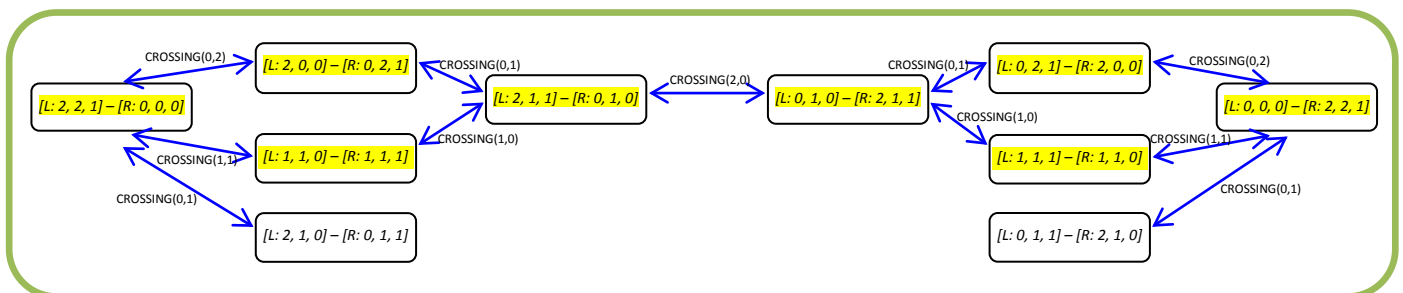 CROSSING(0,2)
[L: 2, 0, 0] – [R: 0, 2, 1]
CROSSING(0,1)
[L: 2, 2, 1] – [R: 0, 0, 0]
[L: 2, 1, 1] – [R: 0, 1, 0]
CROSSING(2,0)
[L: 0, 1, 0] – [R: 2, 1, 1]
CROSSING(0,1)
[L: 0, 2, 1] – [R: 2, 0, 0]
CROSSING(0,2)
[L: 0, 0, 0] – [R: 2, 2, 1]
CROSSING(1,1)
[L: 1, 1, 0] – [R: 1, 1, 1]
CROSSING(1,0)
CROSSING(1,0)
[L: 1, 1, 1] – [R: 1, 1, 0]
CROSSING(1,1)
CROSSING(0,1)
[L: 2, 1, 0] – [R: 0, 1, 1]
[L: 0, 1, 1] – [R: 2, 1, 0]
CROSSING(0,1)